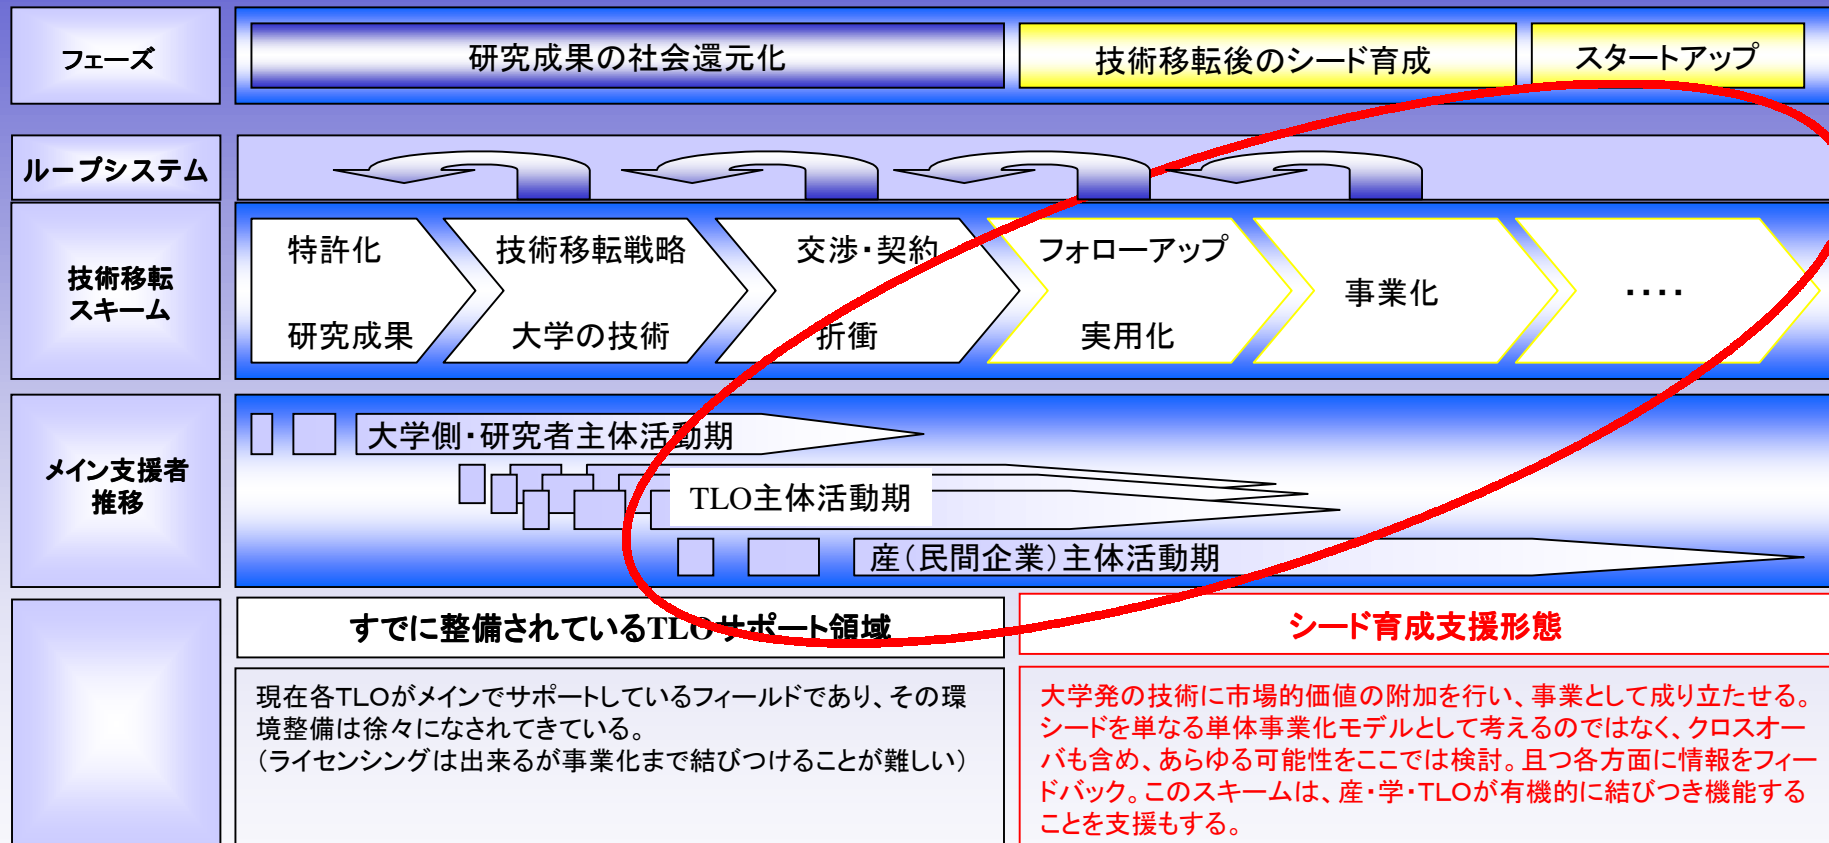 フェーズ
研究成果の社会還元化
技術移転後のシード育成
スタートアップ
ループシステム
技術移転
スキーム
特許化
研究成果
技術移転戦略
大学の技術
交渉・契約
折衝
フォローアップ
実用化
事業化
・・・・
メイン支援者
推移
大学側・研究者主体活動期
TLO主体活動期
産(民間企業)主体活動期
すでに整備されているTLOサポート領域
シード育成支援形態
現在各TLOがメインでサポートしているフィールドであり、その環
境整備は徐々になされてきている。
(ライセンシングは出来るが事業化まで結びつけることが難しい)
大学発の技術に市場的価値の附加を行い、事業として成り立たせる。
シードを単なる単体事業化モデルとして考えるのではなく、クロスオー
バも含め、あらゆる可能性をここでは検討。且つ各方面に情報をフィー
ドバック。このスキームは、産・学・TLOが有機的に結びつき機能する
ことを支援もする。